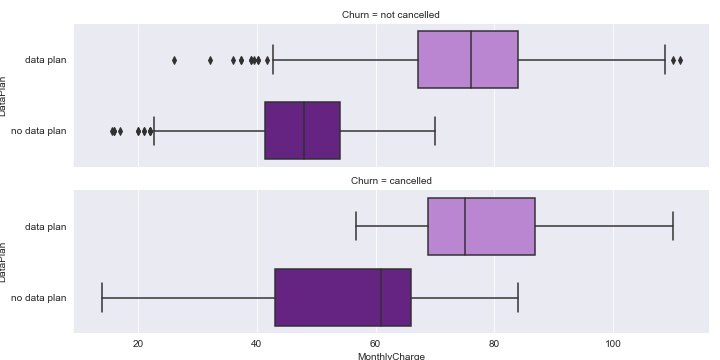 Churn = not cancelled
DataPlan
data plan
no data plan
Churn = cancelled
DataPlan
data plan
no data plan
20 40 60 80 100
MonthlyCharge